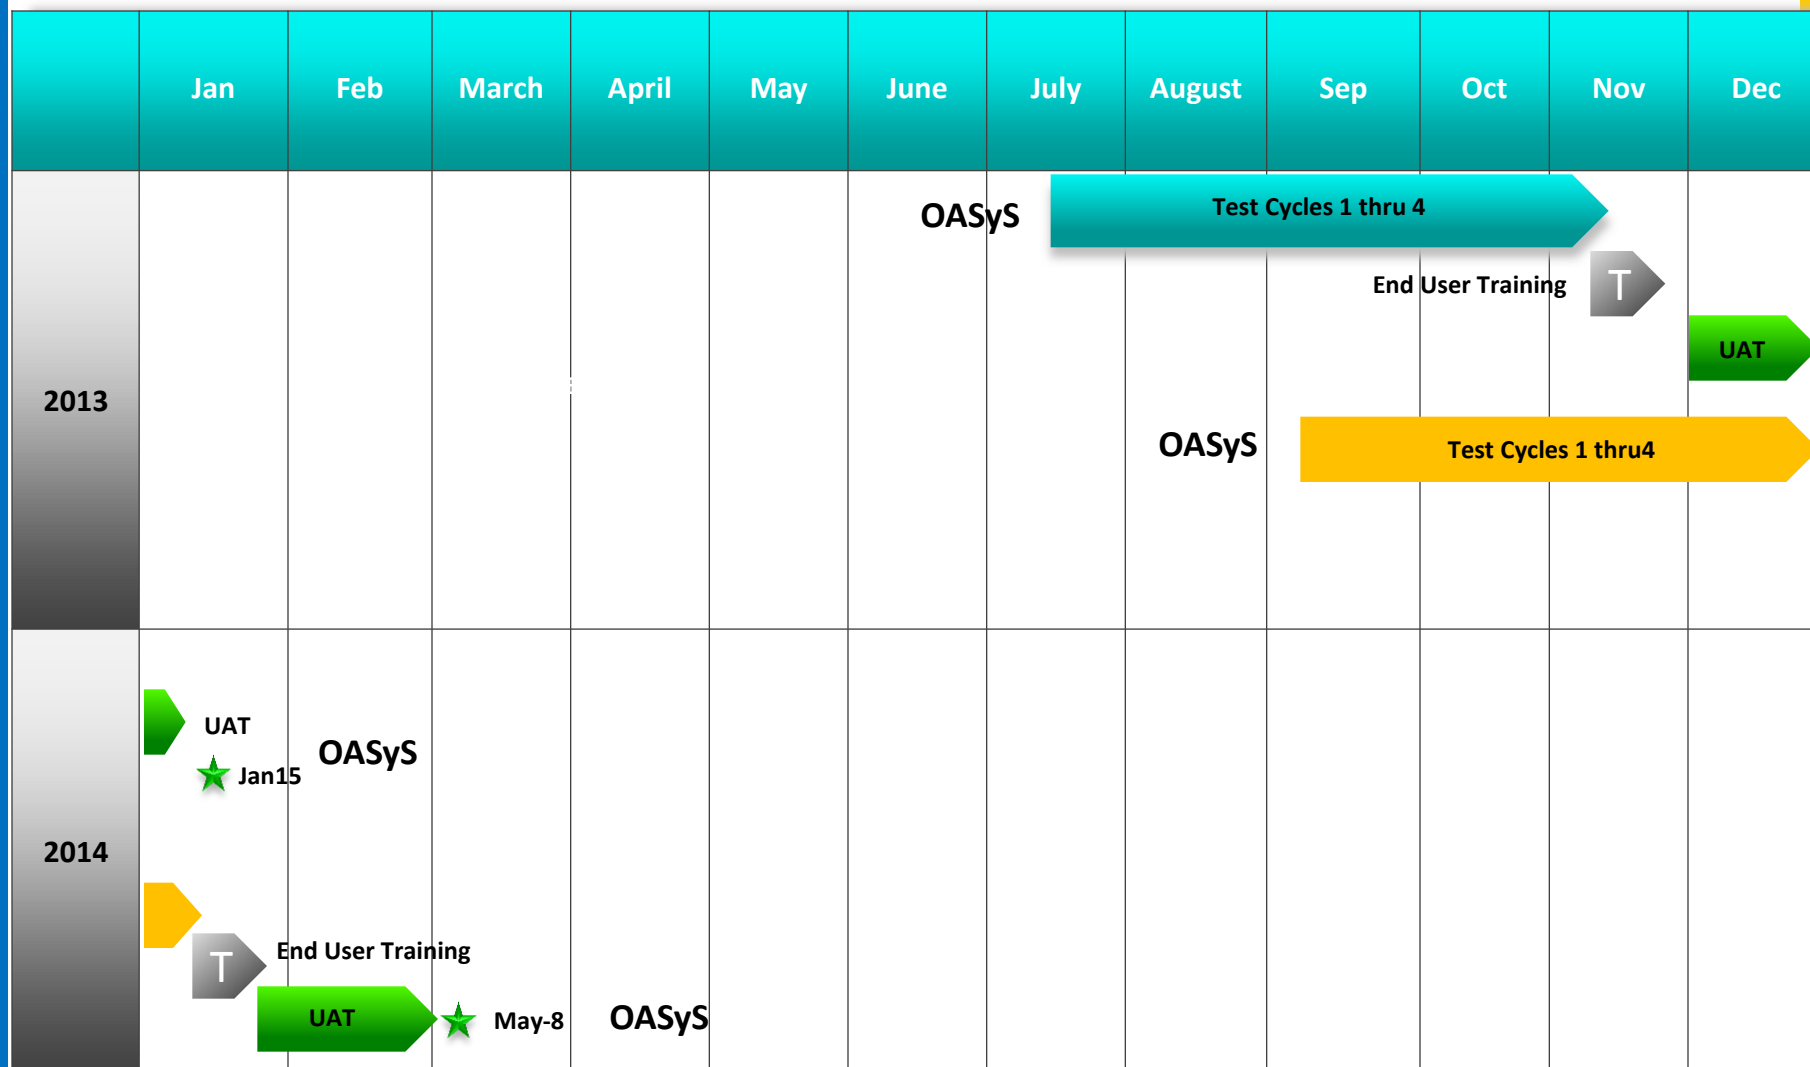 Jan Feb March April May June July August Sep Oct Nov Dec
2013
OASyS Test Cycles 1 thru 4
End User Training T
UAT
OASyS Test Cycles 1 thru4
2014
UAT
OASyS
Jan15
End User Training
T
UAT May-8 OASyS